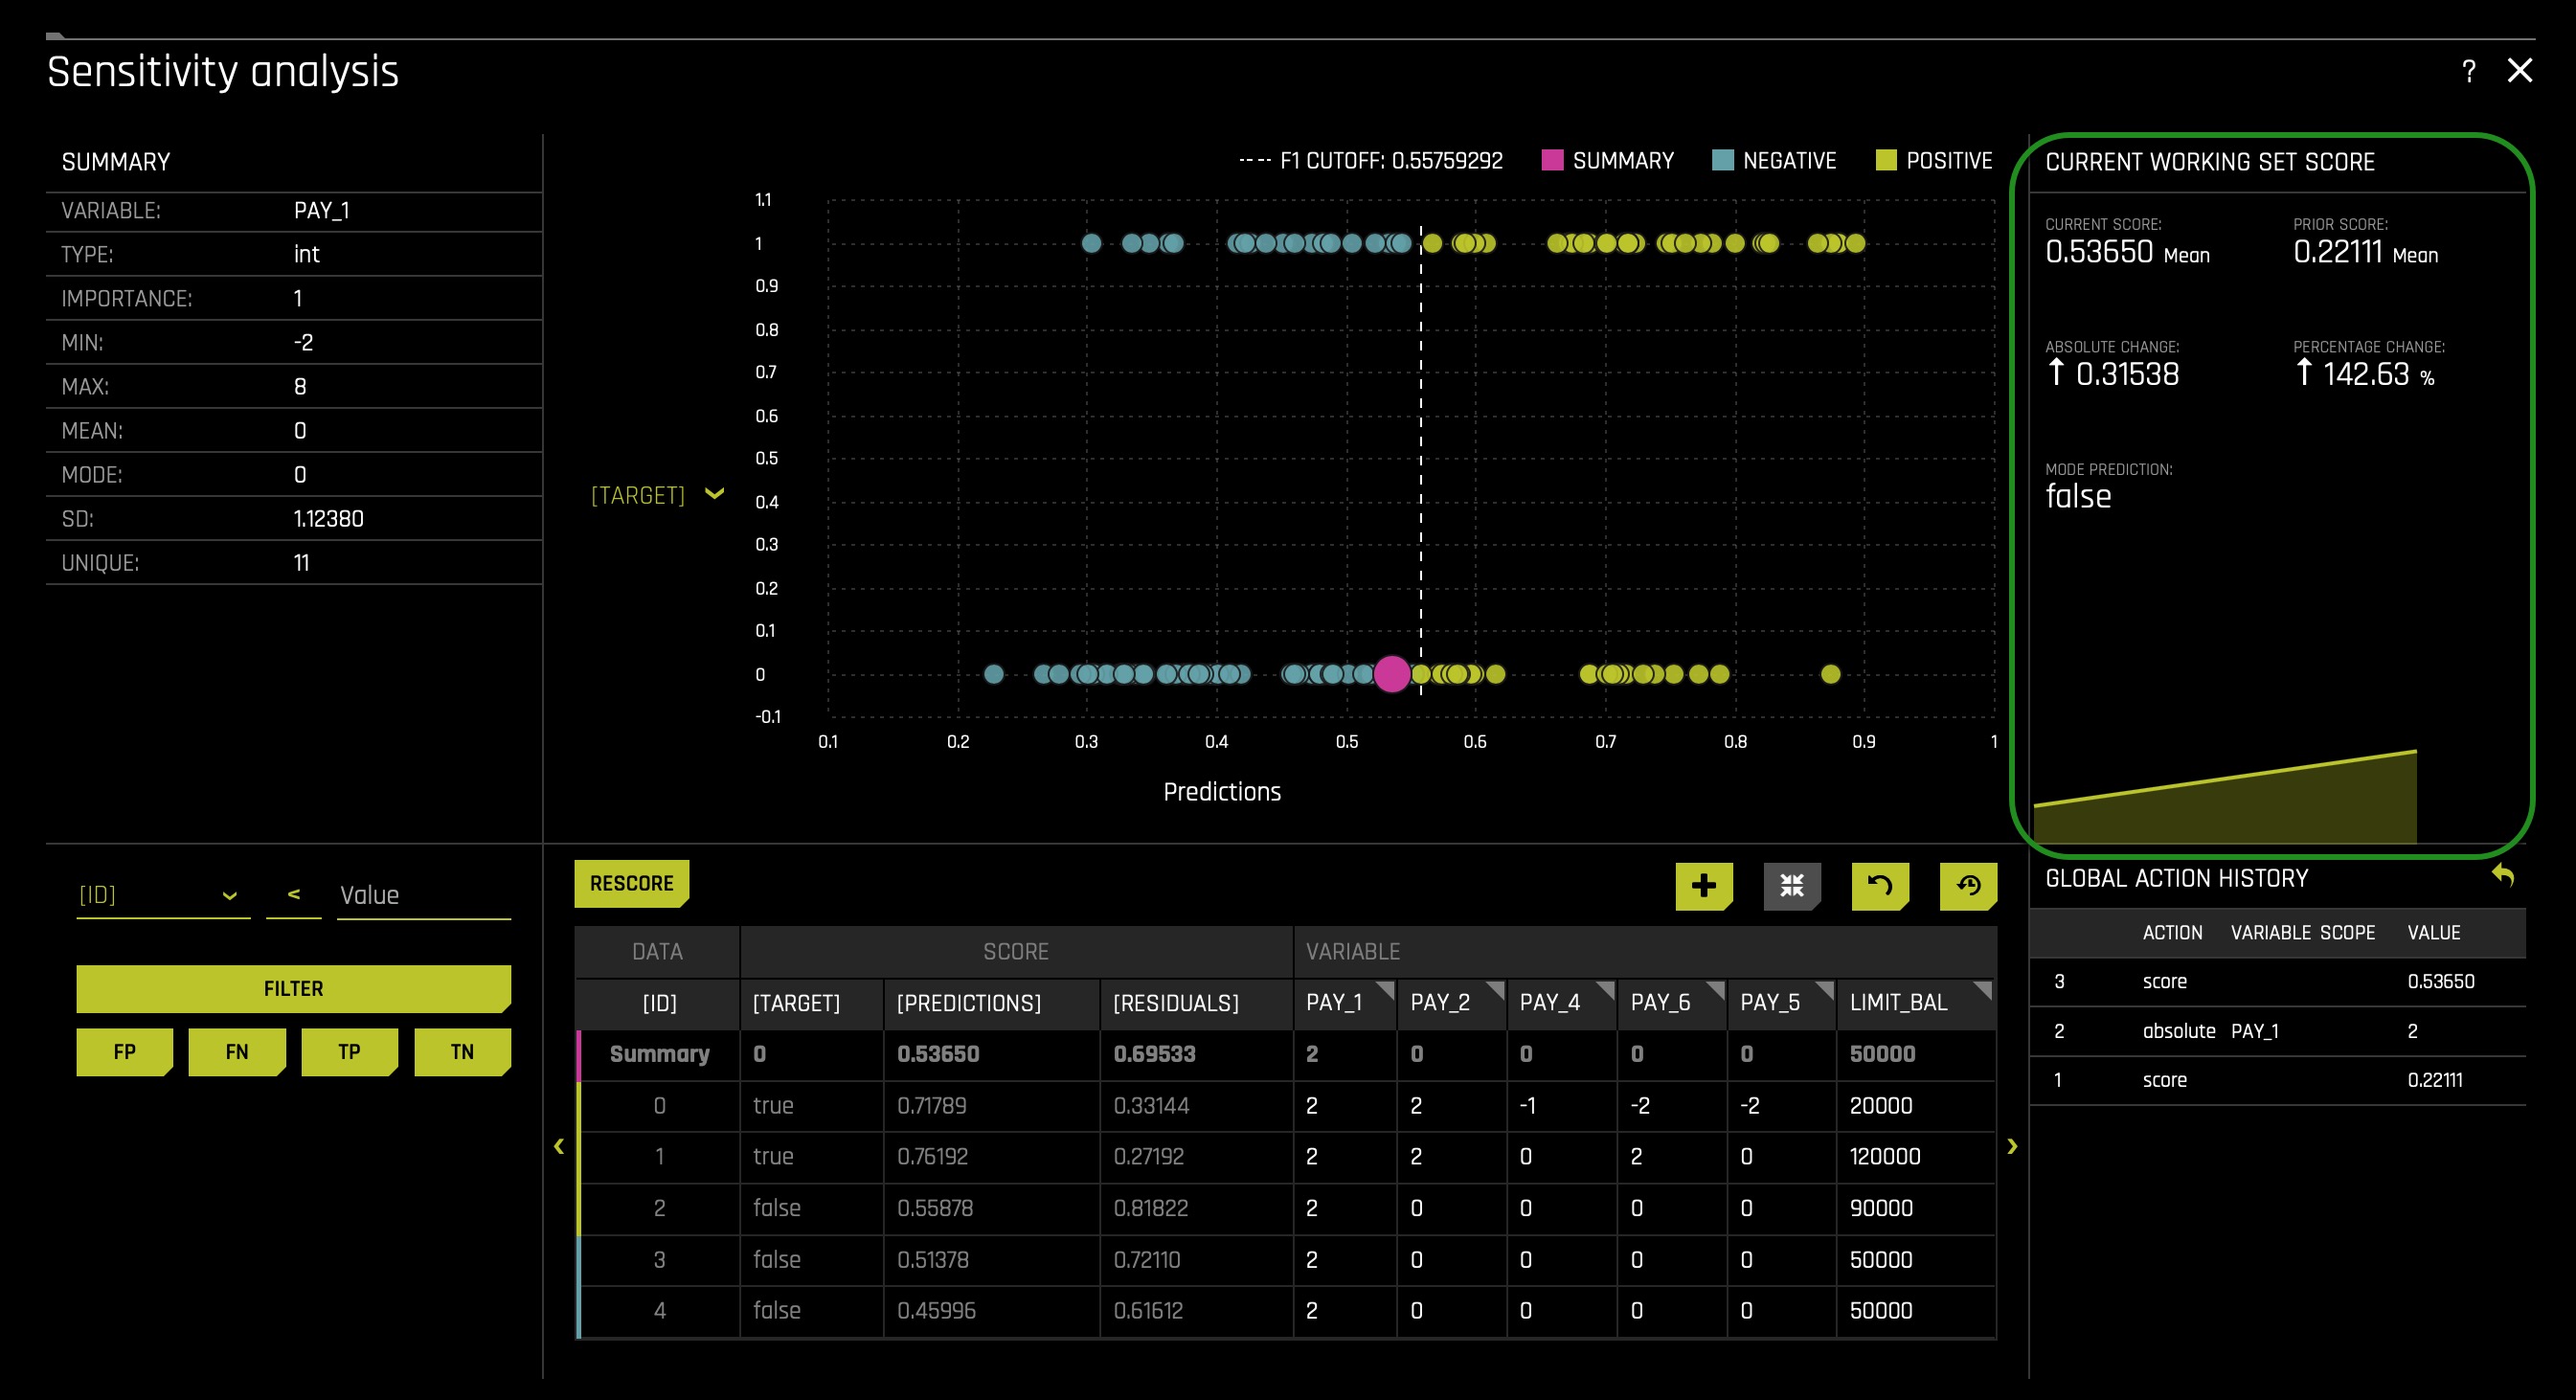 Sensitivity analysis
?
SUMMARY
VARIABLE: PAY_1
TYPE: int
IMPORTANCE: 1
MIN: -2
MAX: 8
MEAN: 0
MODE: 0
SD: 1.12380
UNIQUE: 11
F1 CUTOFF: 0.55759292 SUMMARY NEGATIVE POSITIVE
[TARGET]
1.1
1
0.9
0.8
0.7
0.6
0.5
0.4
0.3
0.2
0.1
0
-0.1
0.1 0.2 0.3 0.4 0.5 0.6 0.7 0.8 0.9 1
Predictions
CURRENT WORKING SET SCORE
CURRENT SCORE: PRIOR SCORE:
0.53650 Mean 0.22111 Mean
ABSOLUTE CHANGE: PERCENTAGE CHANGE:
↑ 0.31538 ↑ 142.63 %
MODE PREDICTION:
false
[ID] < Value
FILTER
FP FN TP TN
RESCORE
DATA SCORE VARIABLE
[ID] [TARGET] [PREDICTIONS] [RESIDUALS] PAY_1 PAY_2 PAY_4 PAY_6 PAY_5 LIMIT_BAL
Summary 0 0.53650 0.69533 2 0 0 0 0 50000
0 true 0.71789 0.33144 2 2 -1 -2 -2 20000
1 true 0.76192 0.27192 2 2 0 2 0 120000
2 false 0.55878 0.81822 2 0 0 0 0 90000
3 false 0.51378 0.72110 2 0 0 0 0 50000
4 false 0.45996 0.61612 2 0 0 0 0 50000
GLOBAL ACTION HISTORY
ACTION VARIABLE SCOPE VALUE
3 score 0.53650
2 absolute PAY_1 2
1 score 0.22111